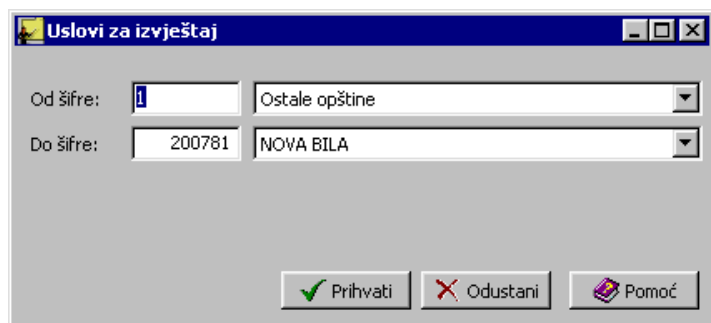 Uslovi za izvještaj
Od šifre: 1 Ostale opštine
Do šifre: 200781 NOVA BILA
Prihvati Odustani Pomoć